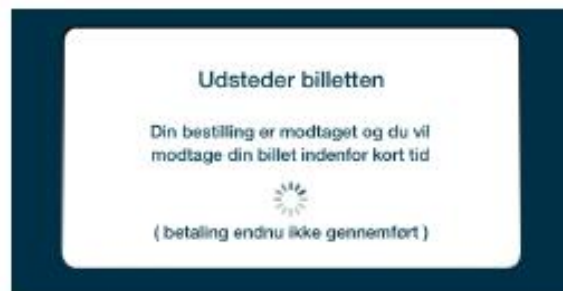 Udsteder billetten
Din bestilling er modtaget og du vil
modtage din billet indenfor kort tid
( betaling endnu ikke gennemført )